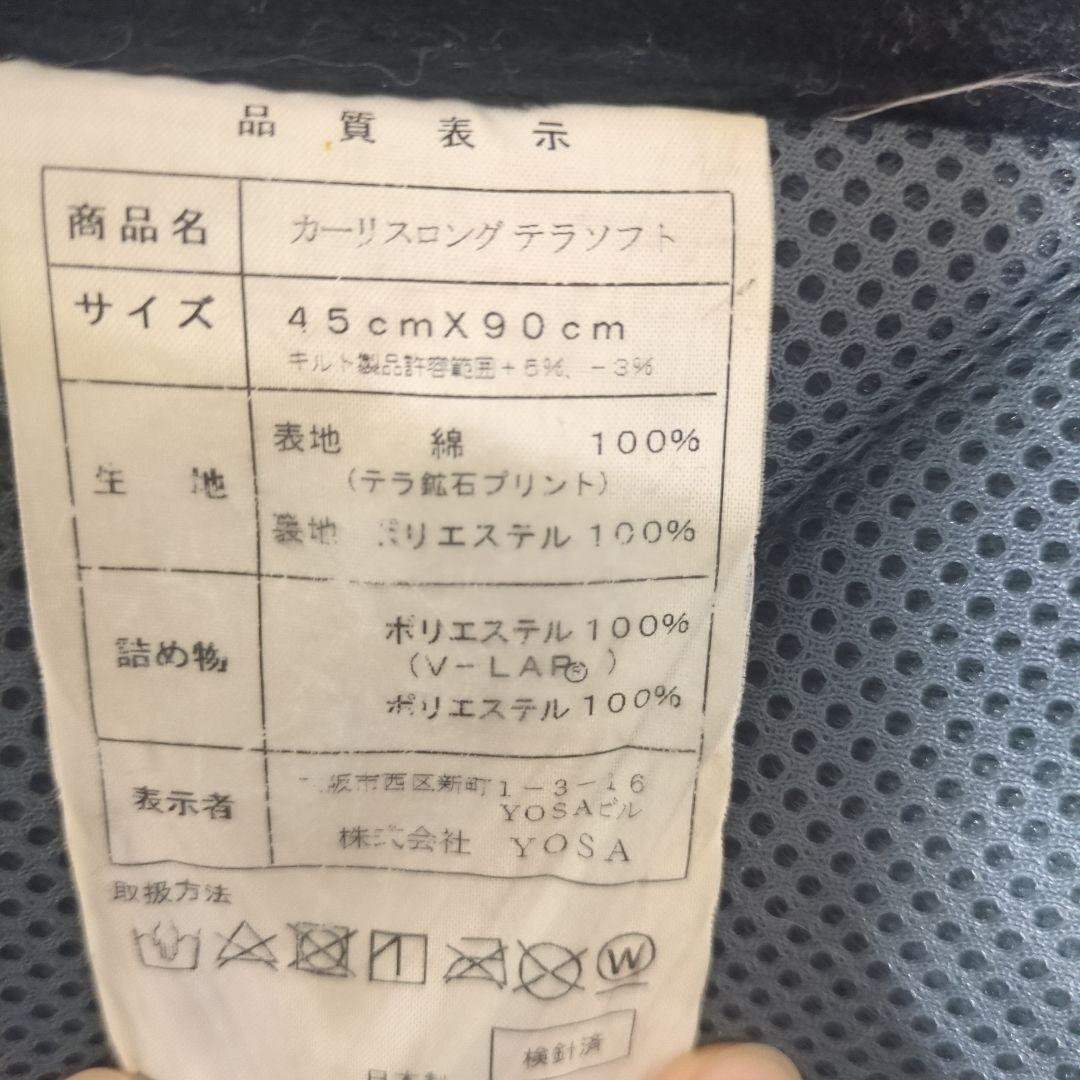 品質表示
商品名 カーリスロング テラソフト
サイズ 45cmX90cm
キルト製品許容範囲+5%、-3%
生地 表地 綿 100%
(テラ鉱石プリント)
裏地 ポリエステル 100%
詰め物 ポリエステル 100%
(V-LAP®)
ポリエステル 100%
表示者 阪市西区新町1-3-16
YOSAビル
株式会社 YOSA
取扱方法
W
検針済
日本製